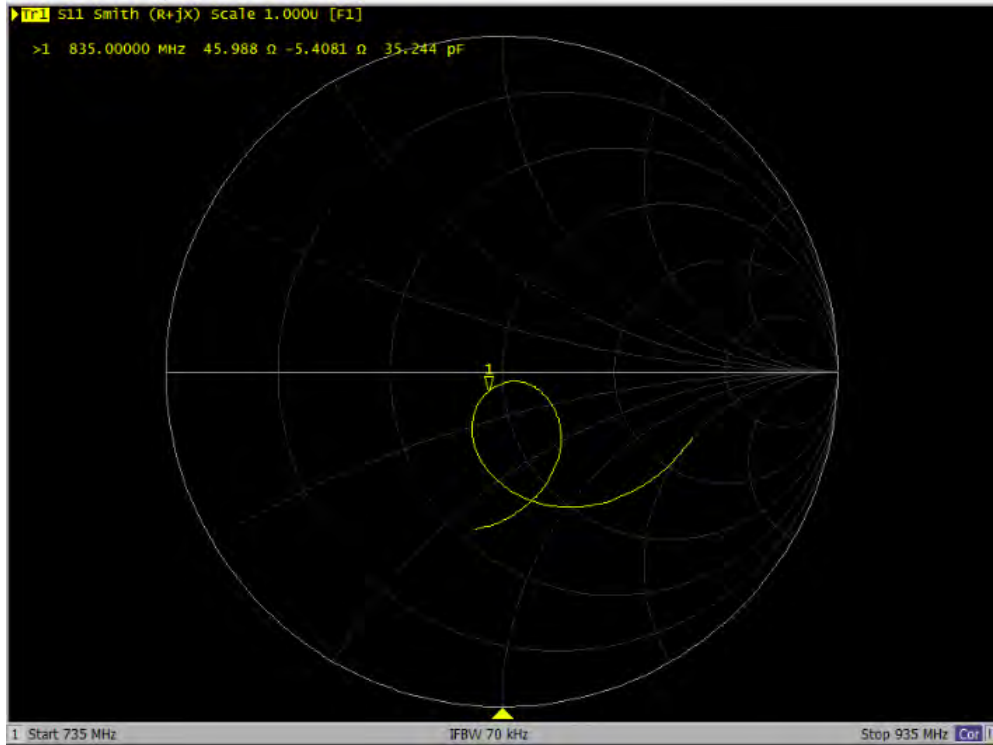 Tr1 S11 Smith (R+jX) Scale 1.000U [F1]
>1 835.00000 MHz 45.988 Ω -5.4081 Ω 35.244 pF
1
1 Start 735 MHz IFBW 70 kHz Stop 935 MHz Cor